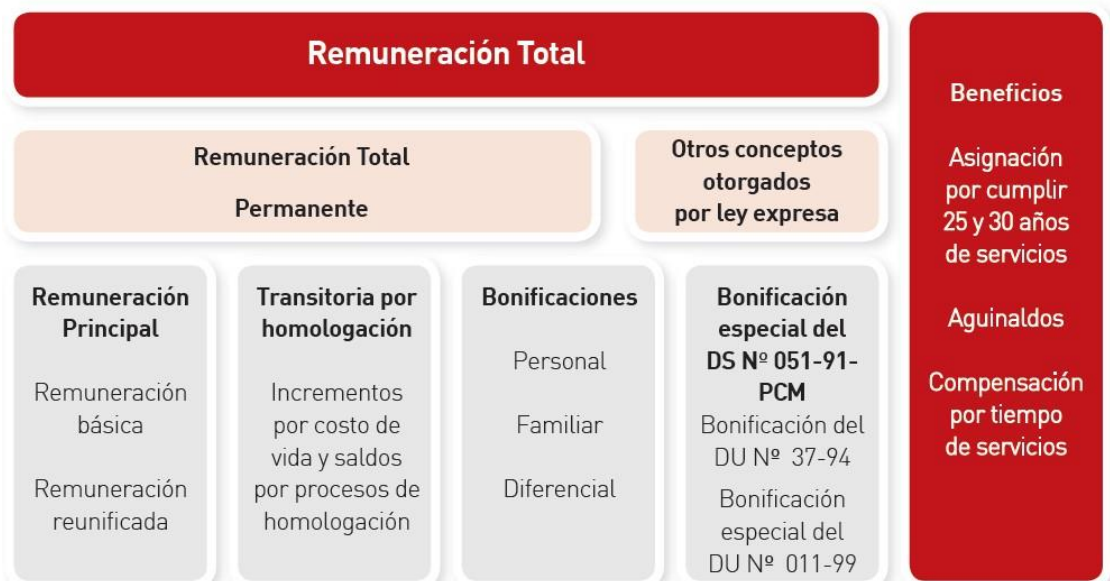 Remuneración Total
Remuneración Total
Permanente
Otros conceptos
otorgados
por ley expresa
Remuneración
Principal
Remuneración
básica
Remuneración
reunificada
Transitoria por
homologación
Incrementos
por costo de
vida y saldos
por procesos de
homologación
Bonificaciones
Personal
Familiar
Diferencial
Bonificación
especial del
DS Nº 051-91-
PCM
Bonificación del
DU Nº 37-94
Bonificación
especial del
DU Nº 011-99
Beneficios
Asignación
por cumplir
25 y 30 años
de servicios
Aguinaldos
Compensación
por tiempo
de servicios